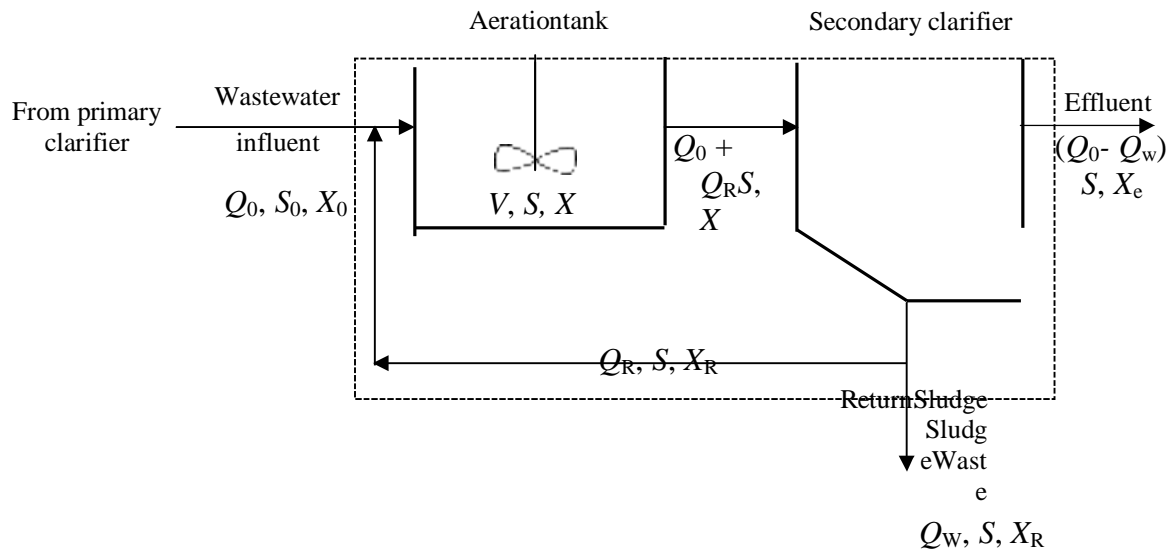 Aerationtank
Secondary clarifier
From primary
clarifier
Wastewater
influent
Q0, S0, X0
V, S, X
Q0 +
QRS,
X
Effluent
(Q0- Qw)
S, Xe
QR, S, XR
ReturnSludge
Sludg
eWast
e
QW, S, XR